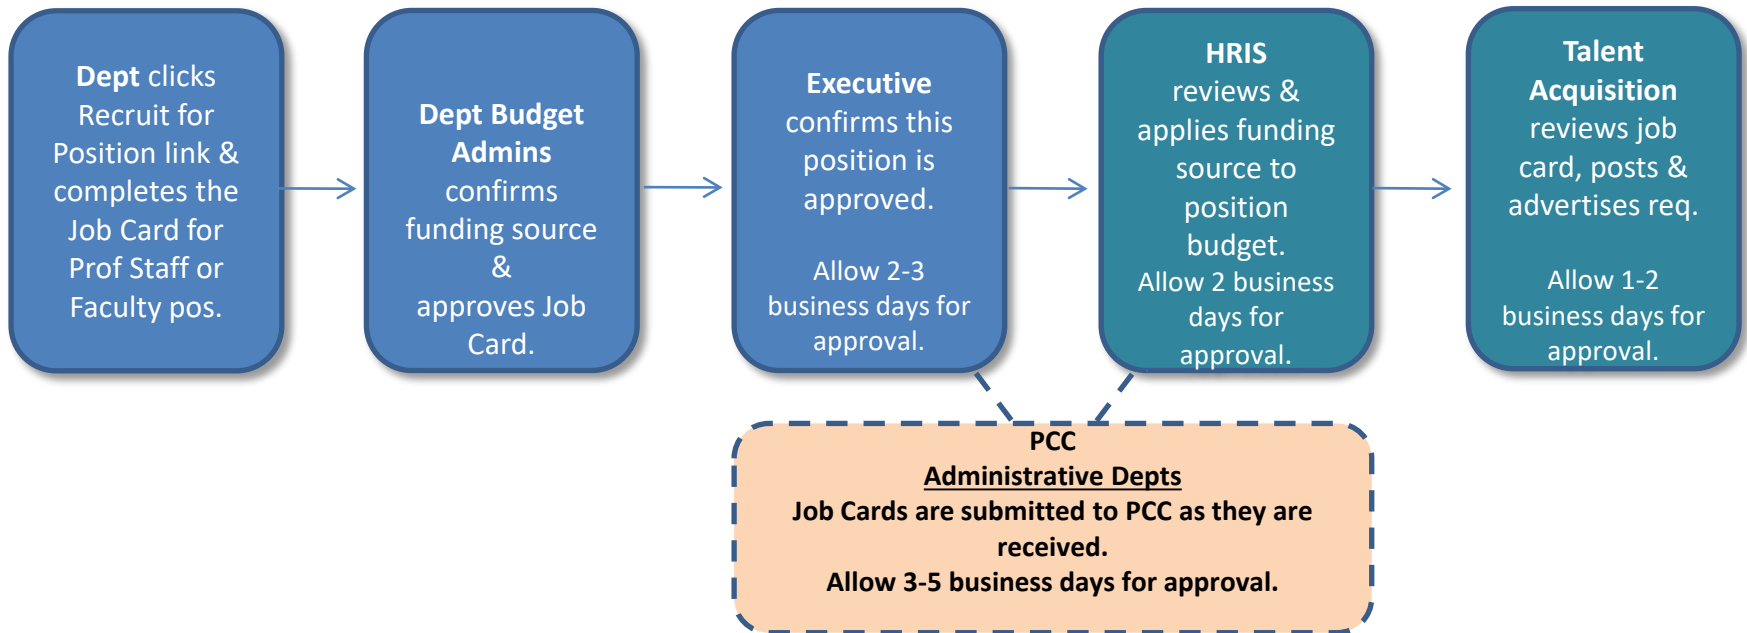 Dept clicks
Recruit for
Position link &
completes the
Job Card for
Prof Staff or
Faculty pos.
Dept Budget
Admins
confirms
funding source
&
approves Job
Card.
Executive
confirms this
position is
approved.
Allow 2-3
business days for
approval.
HRIS
reviews &
applies funding
source to
position
budget.
Allow 2 business
days for
approval.
Talent
Acquisition
reviews job
card, posts &
advertises req.
Allow 1-2
business days for
approval.
PCC
Administrative Depts
Job Cards are submitted to PCC as they are
received.
Allow 3-5 business days for approval.